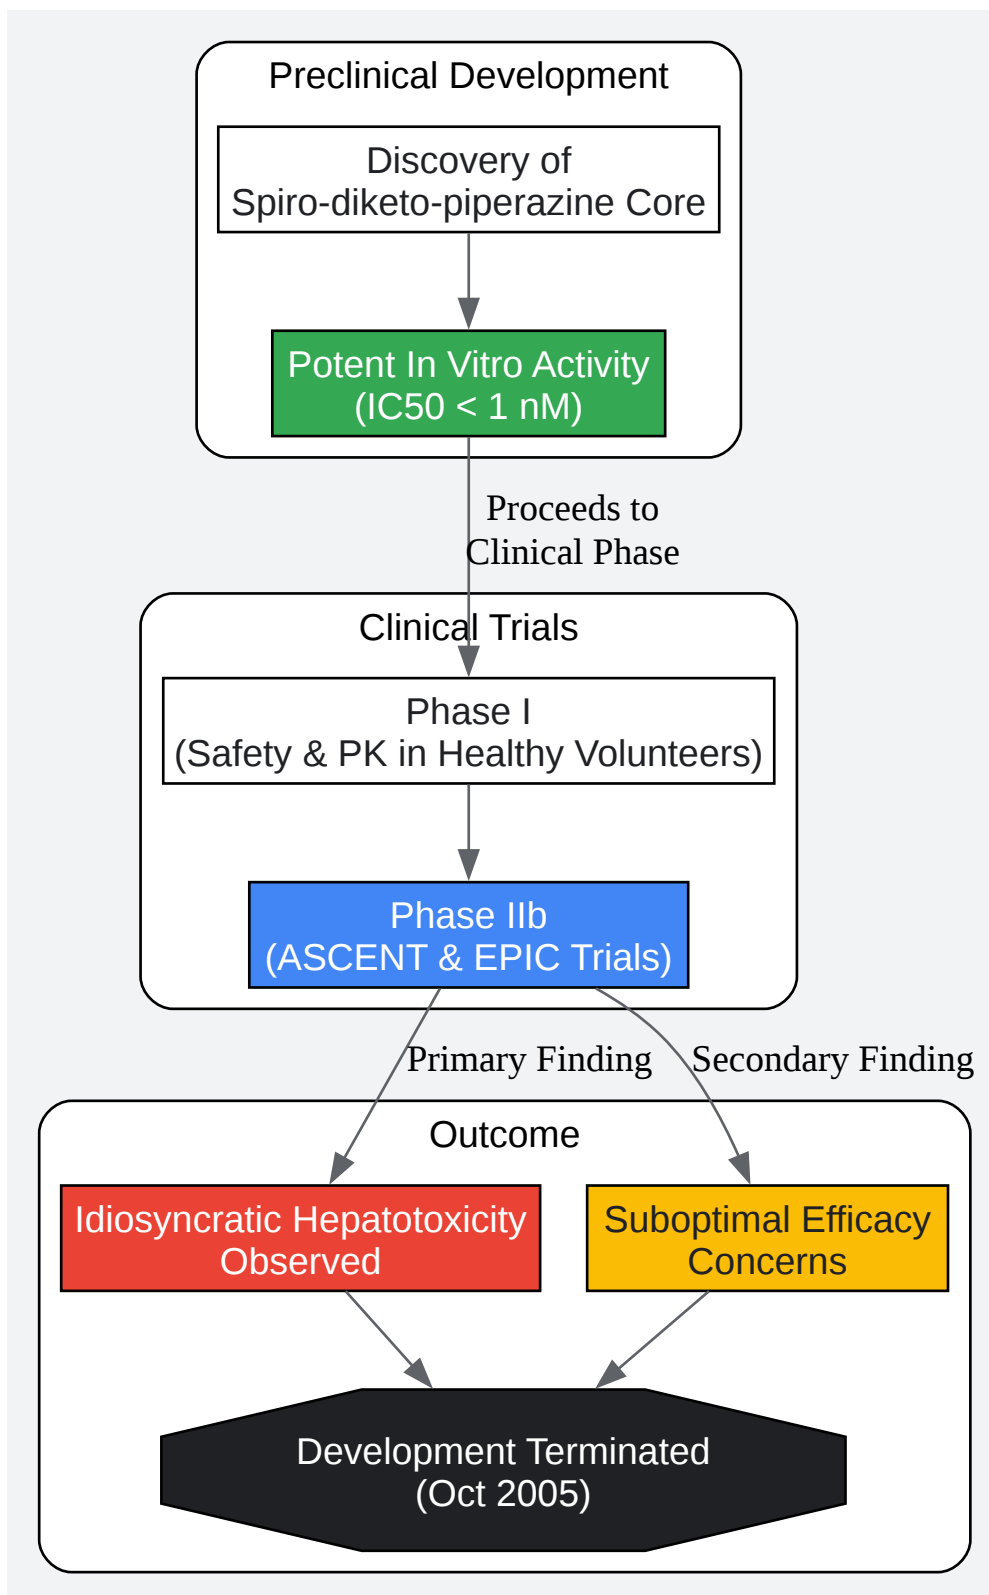 Preclinical Development
Discovery of
Spiro-diketo-piperazine Core
Potent In Vitro Activity
(IC50 < 1 nM)
Proceeds to
Clinical Phase
Clinical Trials
Phase I
(Safety & PK in Healthy Volunteers)
Phase IIb
(ASCENT & EPIC Trials)
Primary Finding
Secondary Finding
Outcome
Idiosyncratic Hepatotoxicity
Observed
Suboptimal Efficacy
Concerns
Development Terminated
(Oct 2005)